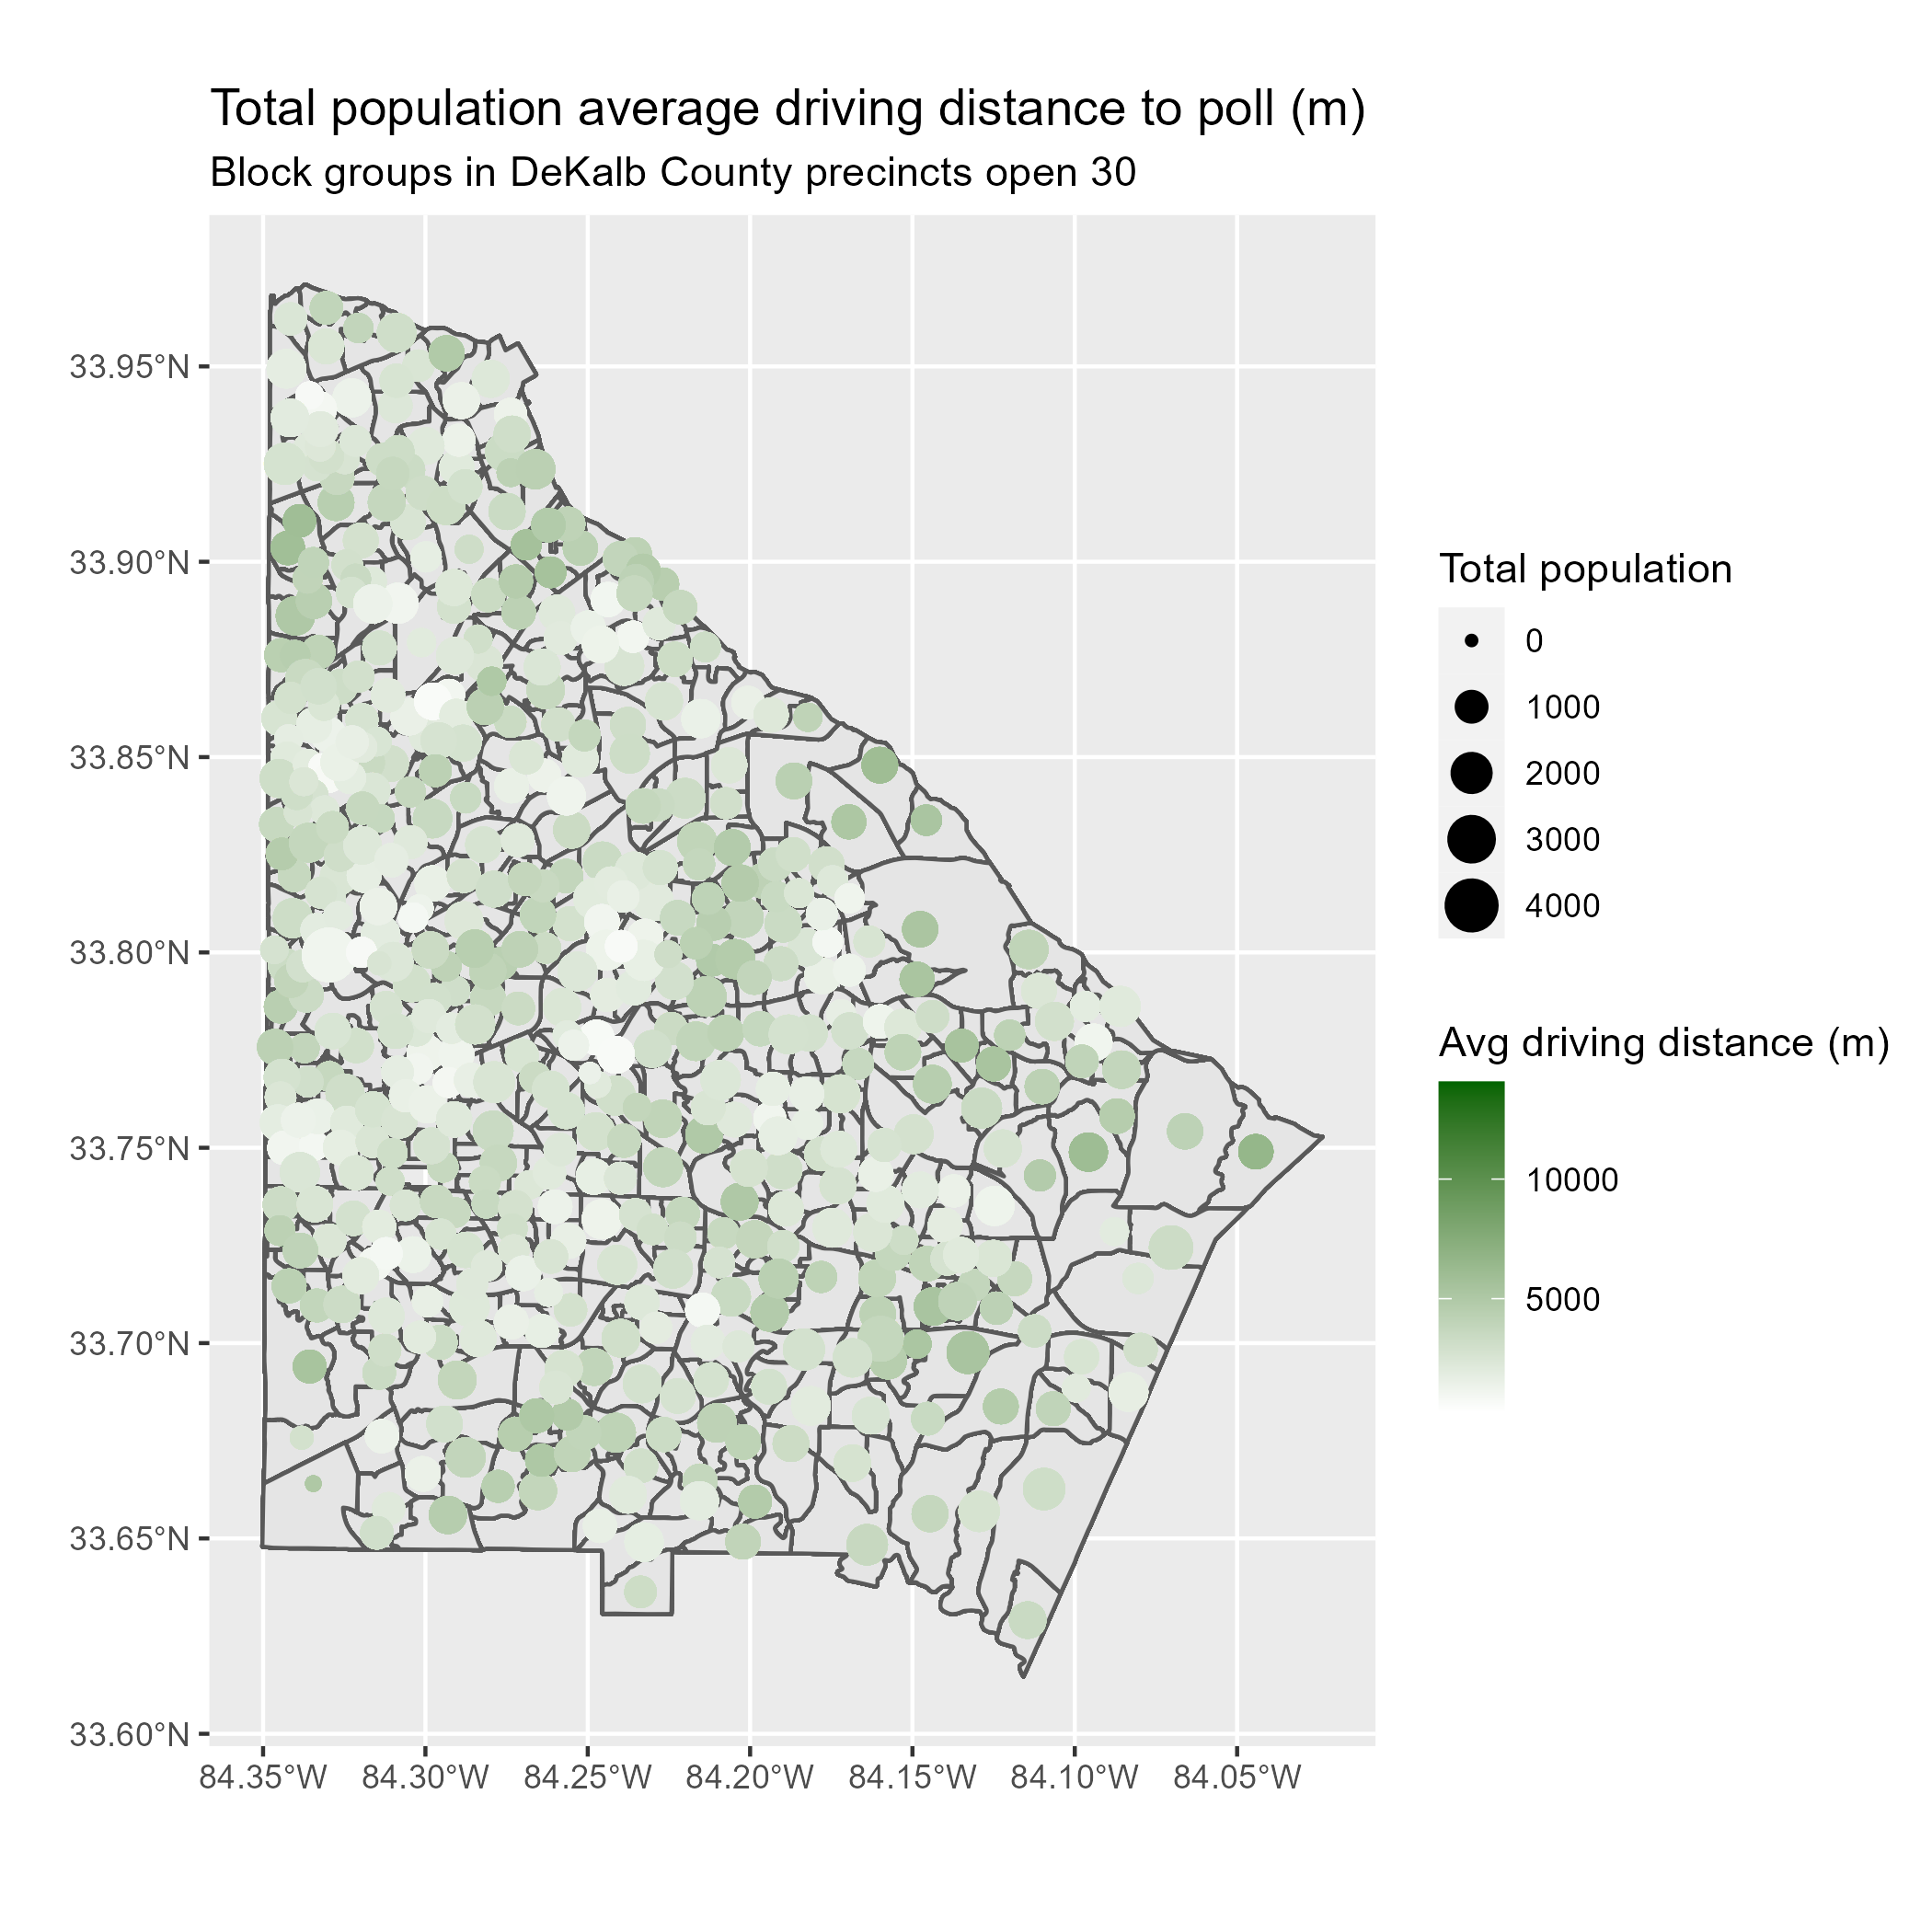 Total population average driving distance to poll (m)
Block groups in DeKalb County precincts open 30
33.95°N
33.90°N
33.85°N
33.80°N
33.75°N
33.70°N
33.65°N
33.60°N
84.35°W 84.30°W 84.25°W 84.20°W 84.15°W 84.10°W 84.05°W
Total population
0
1000
2000
3000
4000
Avg driving distance (m)
10000
5000